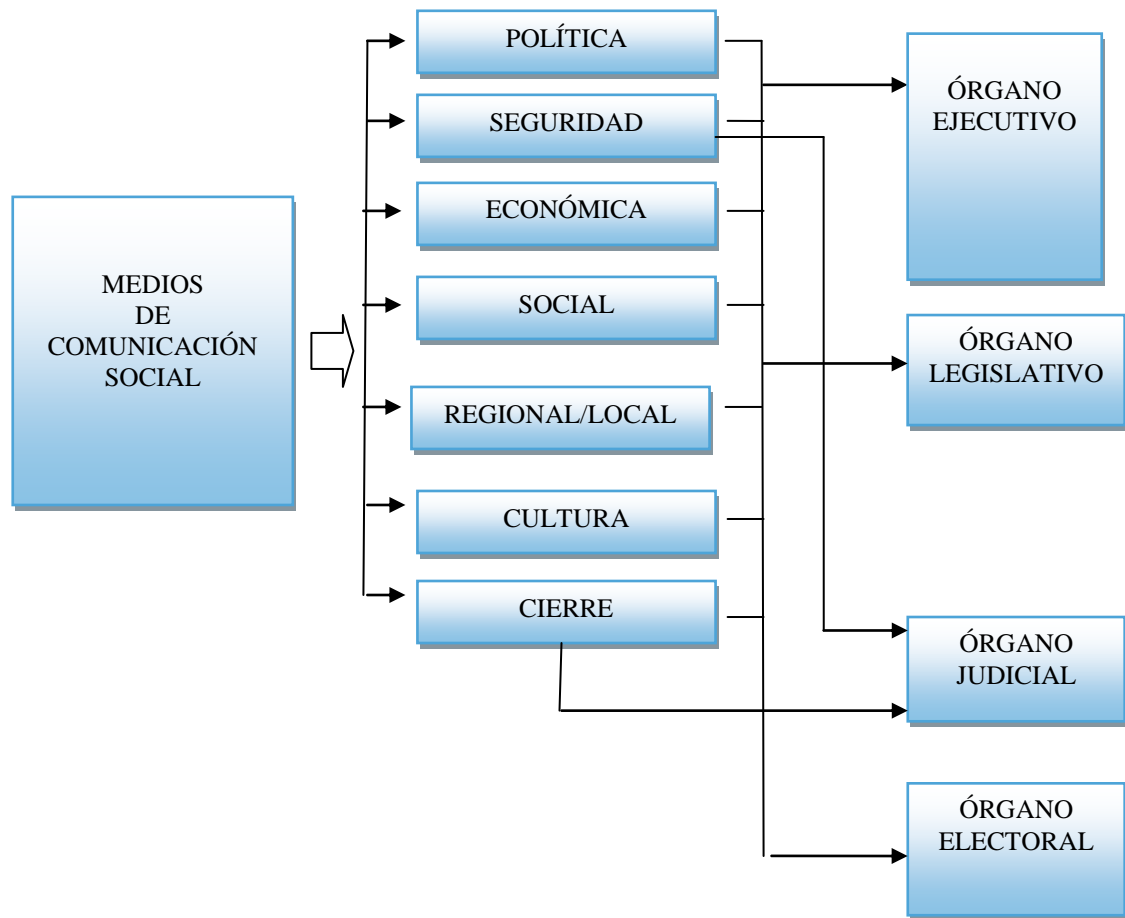 MEDIOS
DE
COMUNICACIÓN
SOCIAL
POLÍTICA
SEGURIDAD
ECONÓMICA
SOCIAL
REGIONAL/LOCAL
CULTURA
CIERRE
ÓRGANO
EJECUTIVO
ÓRGANO
LEGISLATIVO
ÓRGANO
JUDICIAL
ÓRGANO
ELECTORAL